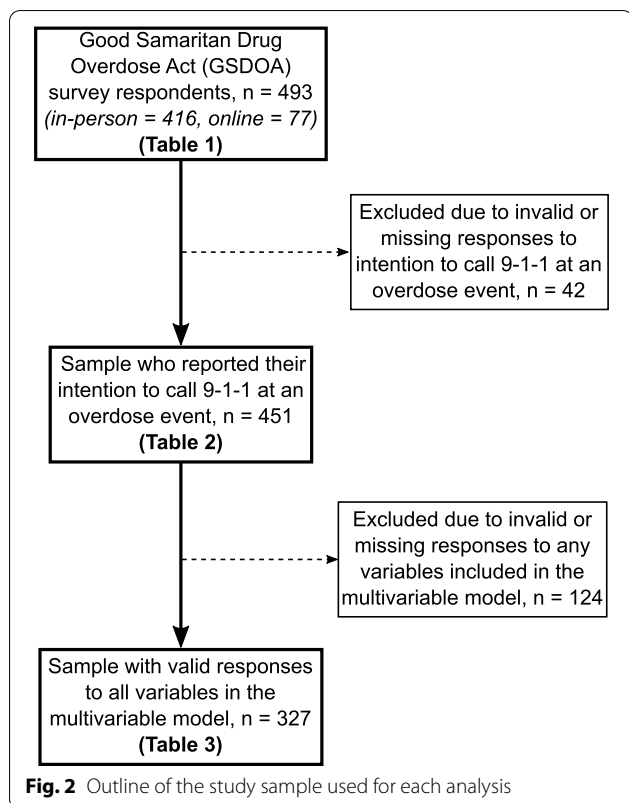 Good Samaritan Drug
Overdose Act (GSDOA)
survey respondents, n = 493
(in-person = 416, online = 77)
(Table 1)
Excluded due to invalid or
missing responses to
intention to call 9-1-1 at an
overdose event, n = 42
Sample who reported their
intention to call 9-1-1 at an
overdose event, n = 451
(Table 2)
Excluded due to invalid or
missing responses to any
variables included in the
multivariable model, n = 124
Sample with valid responses
to all variables in the
multivariable model, n = 327
(Table 3)
Fig. 2 Outline of the study sample used for each analysis